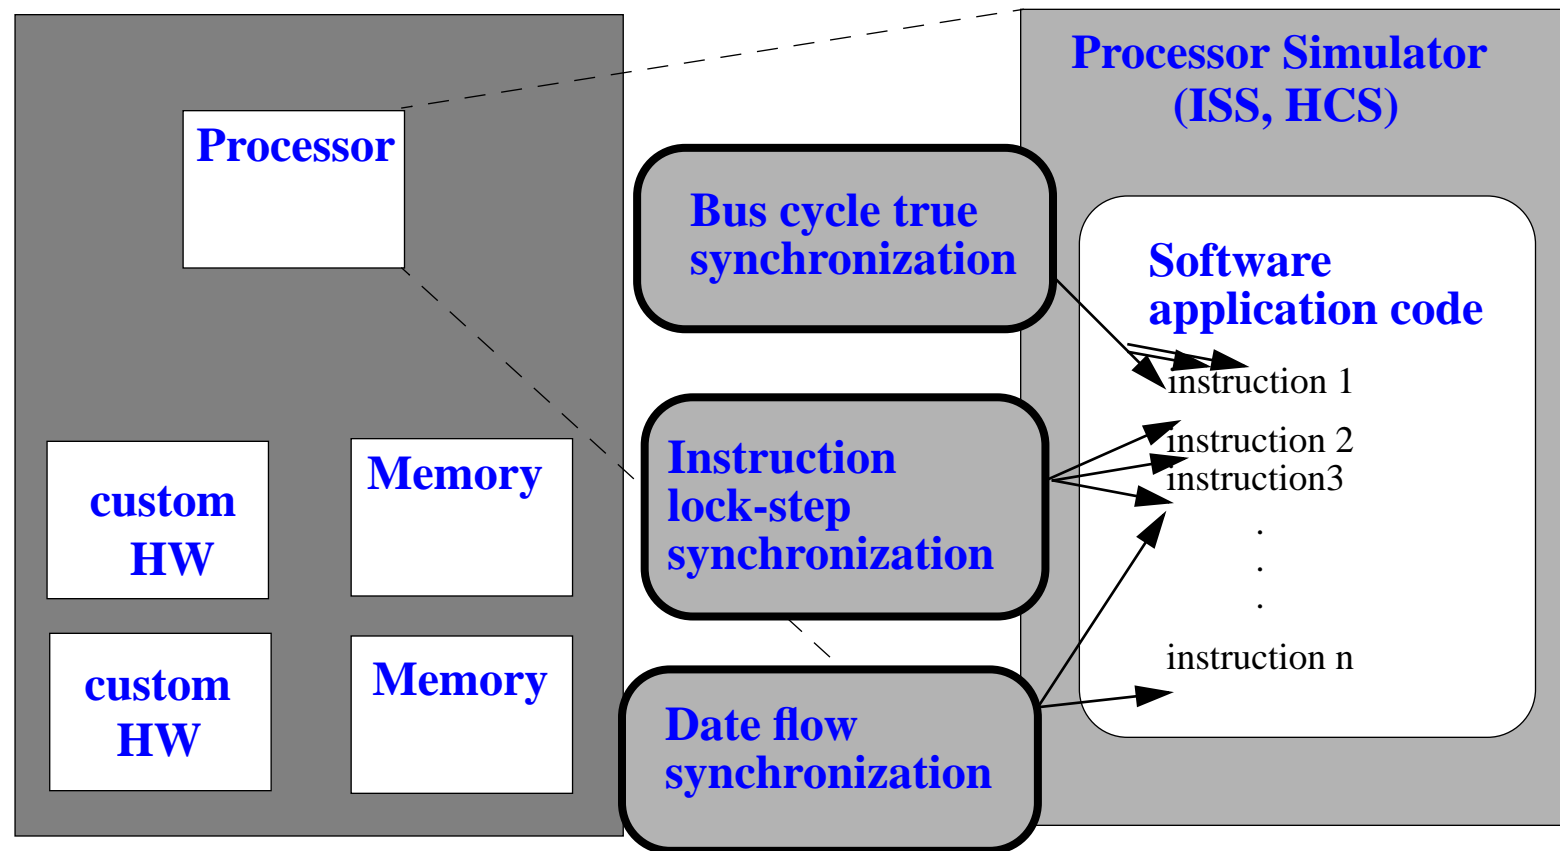 Processor
custom
HW
Memory
custom
HW
Memory
Bus cycle true
synchronization
Instruction
lock-step
synchronization
Date flow
synchronization
Processor Simulator
(ISS, HCS)
Software
application code
instruction 1
instruction 2
instruction3
.
.
.
instruction n